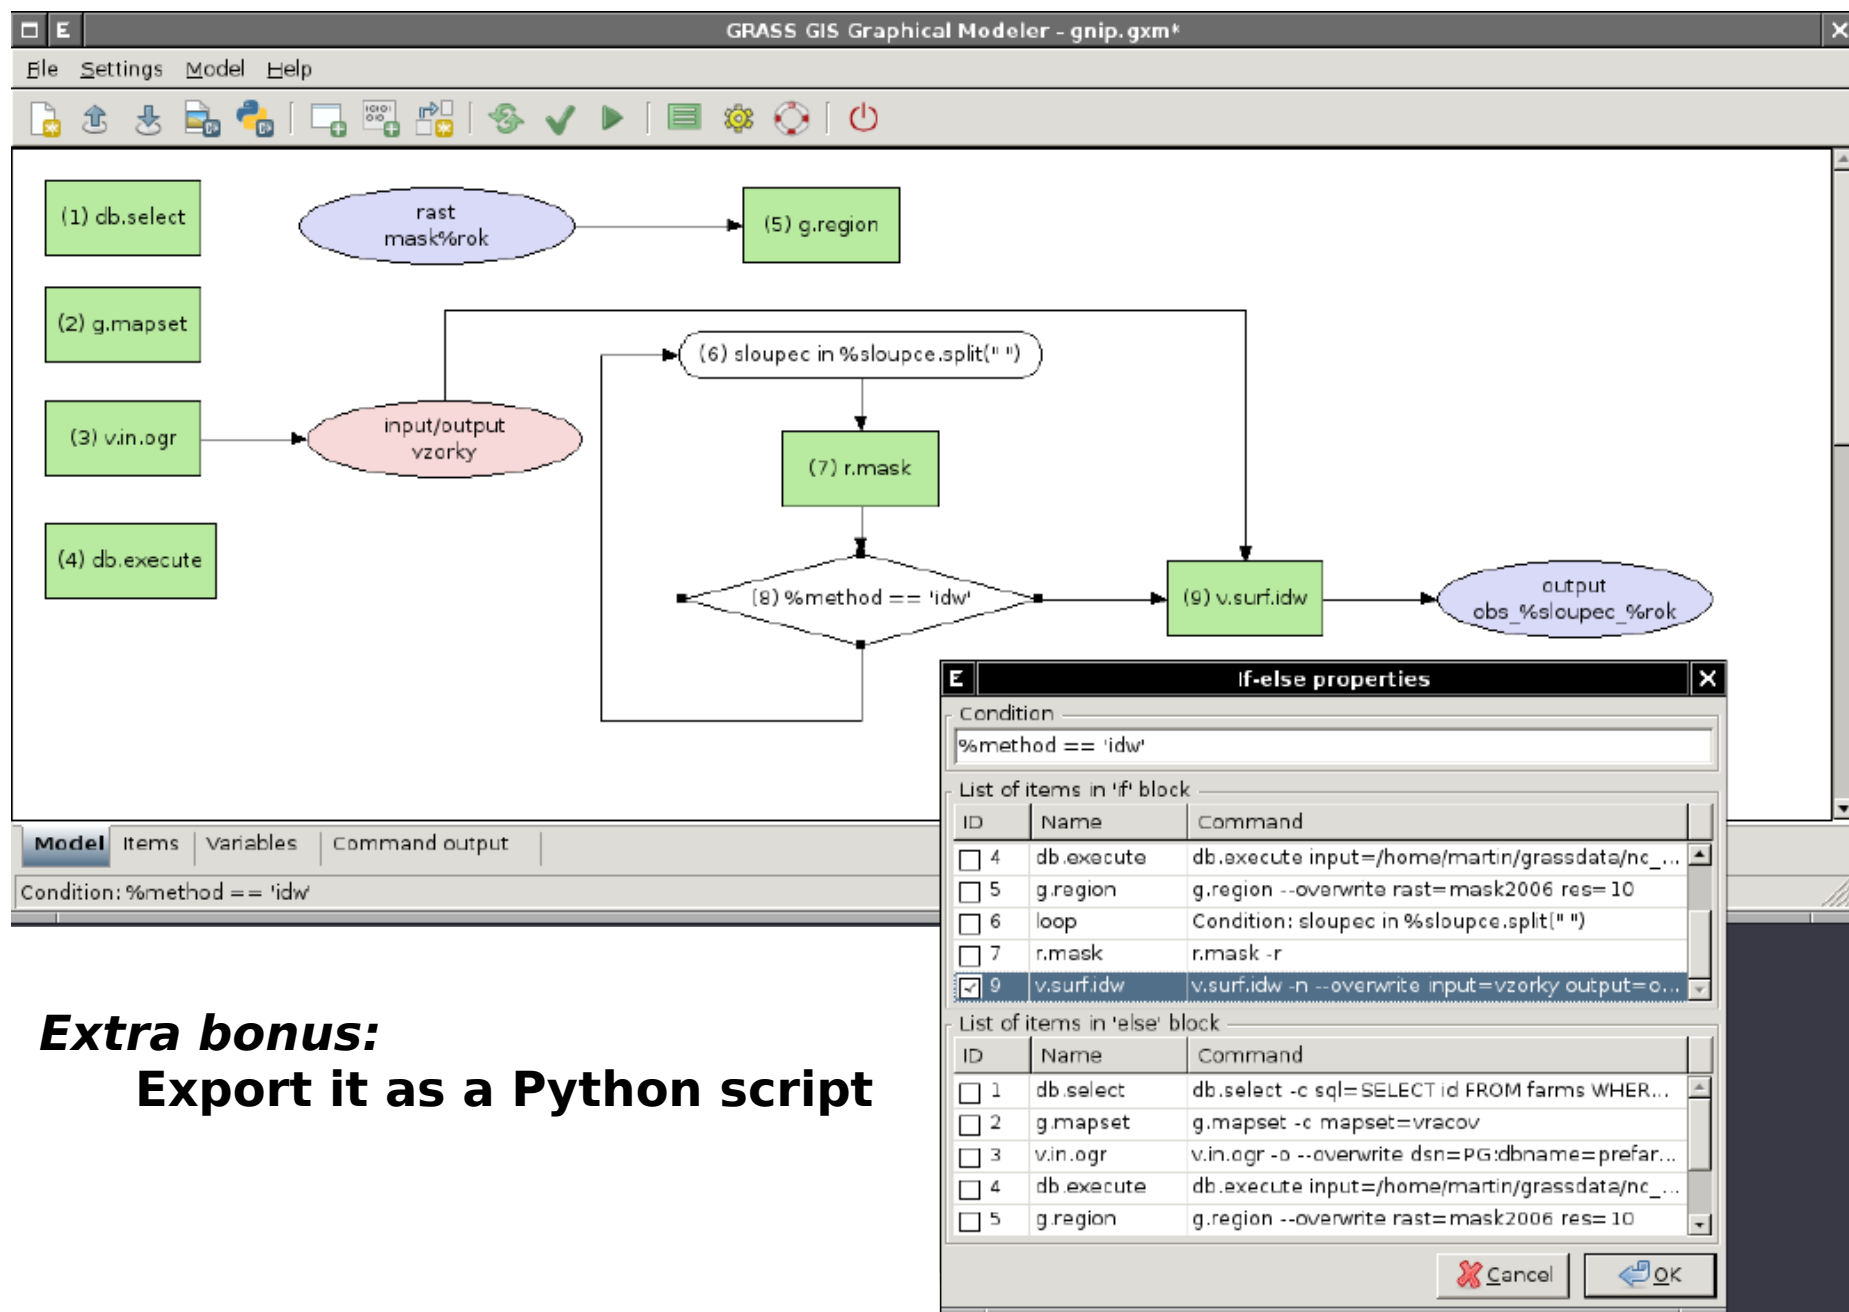 E
GRASS GIS Graphical Modeler - gnip.gxm*
File Settings Model Help
(1) db.select
rast
mask%rok
(5) g.region
(2) g.mapset
(6) sloupec in %sloupce.split(" ")
(3) v.in.ogr
input/output
vzorky
(7) r.mask
(4) db.execute
(8) %method == 'idw'
(9) v.surf.idw
output
obs_%sloupec_%rok
Model Items Variables Command output
Condition: %method == 'idw'
E If-else properties X
Condition
%method == 'idw'
List of items in 'if' block
ID Name Command
4 db.execute db.execute input=/home/martin/grassdata/nc_...
5 g.region g.region --overwrite rast=mask2006 res=10
6 loop Condition: sloupec in %sloupce.split(" ")
7 r.mask r.mask -r
9 v.surf.idw v.surf.idw -n --overwrite input=vzorky output=o...
List of items in 'else' block
ID Name Command
1 db.select db.select -c sql=SELECT id FROM farms WHER...
2 g.mapset g.mapset -c mapset=vracov
3 v.in.ogr v.in.ogr -o --overwrite dsn=PG:dbname=prefar...
4 db.execute db.execute input=/home/martin/grassdata/nc_...
5 g.region g.region --overwrite rast=mask2006 res=10
Cancel OK
Extra bonus:
Export it as a Python script